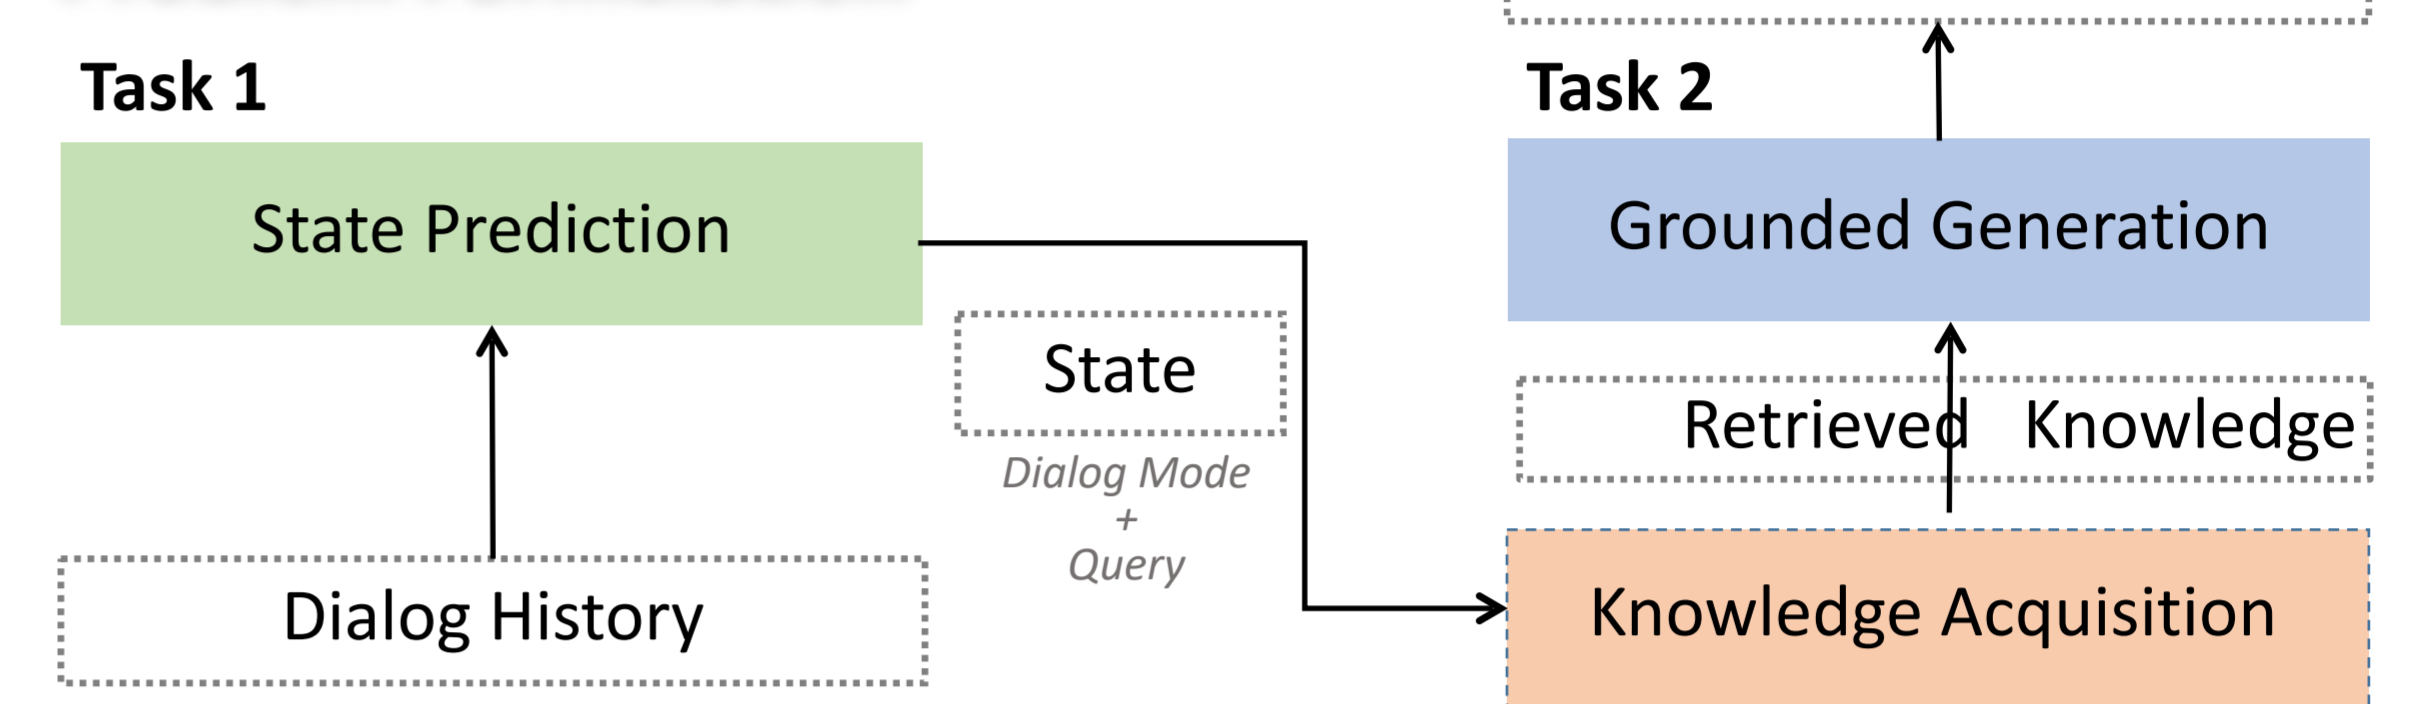 Task 1
State Prediction
Dialog History
State
Dialog Mode
+
Query
Task 2
Grounded Generation
Retrieved Knowledge
Knowledge Acquisition